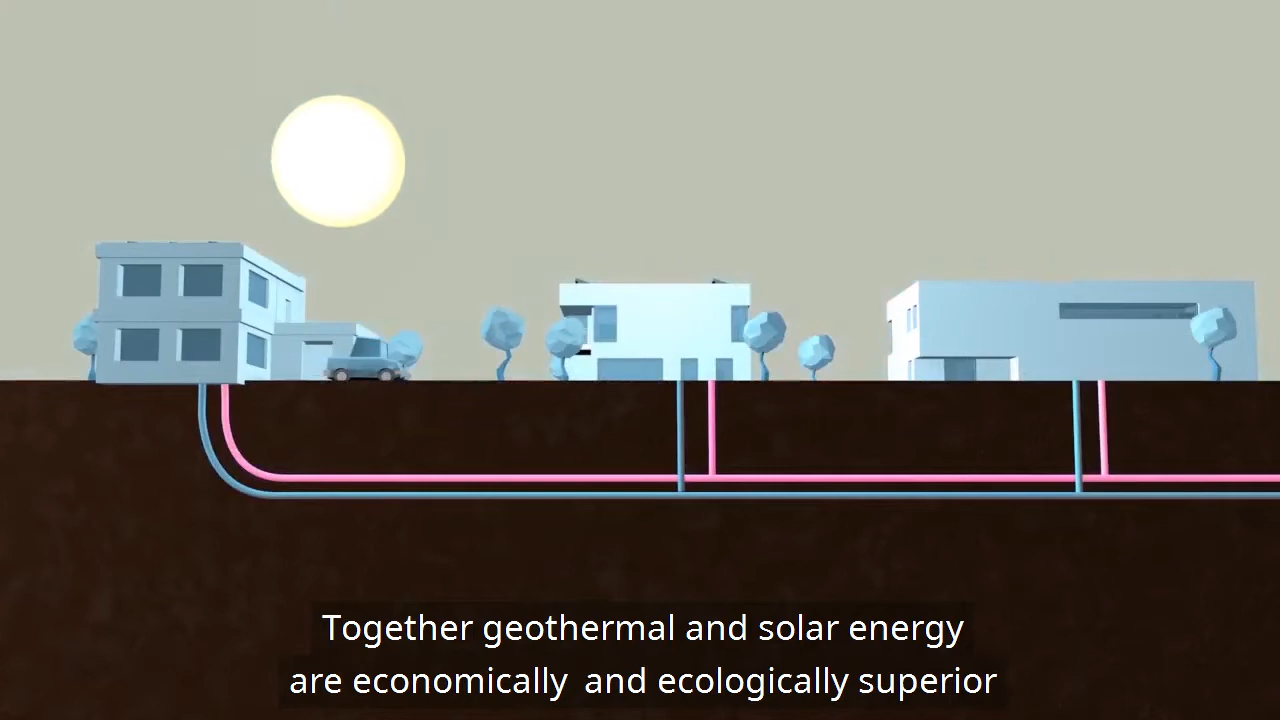 Together geothermal and solar energy
are economically  and ecologically superior